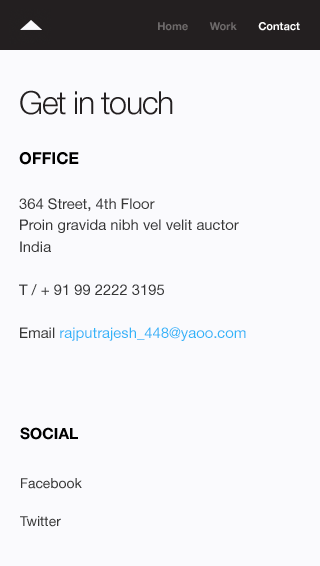 Home Work Contact
Get in touch
OFFICE
364 Street, 4th Floor
Proin gravida nibh vel velit auctor
India
T / + 91 99 2222 3195
Email rajputrajesh_448@yaoo.com
SOCIAL
Facebook
Twitter